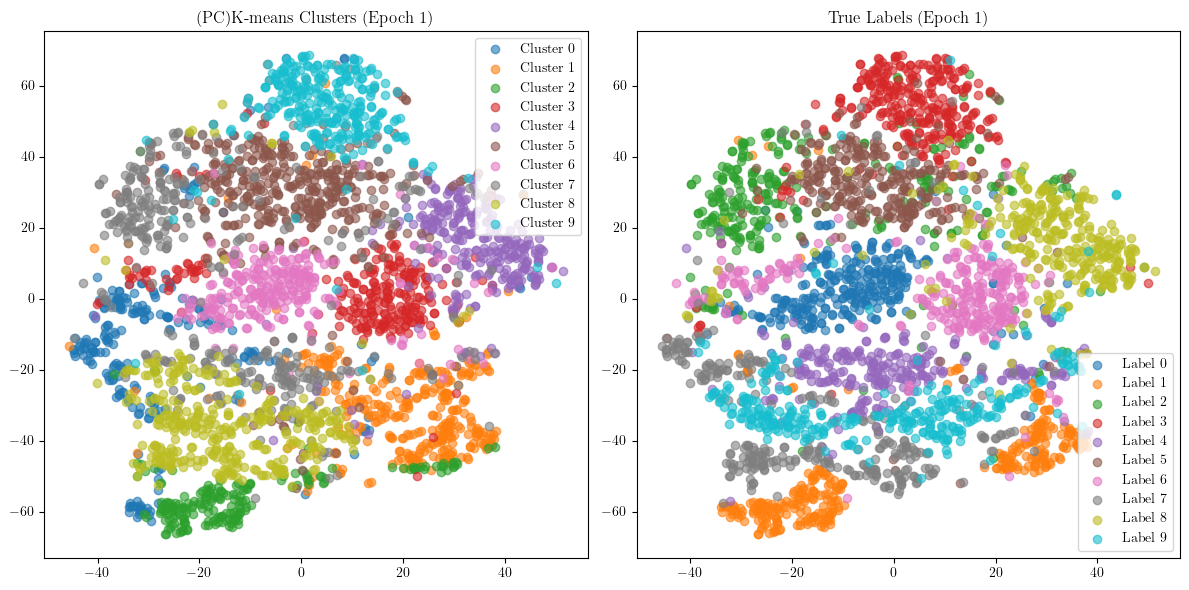 (PC)K-means Clusters (Epoch 1)
Cluster 0
Cluster 1
Cluster 2
Cluster 3
Cluster 4
Cluster 5
Cluster 6
Cluster 7
Cluster 8
Cluster 9
60
40
20
0
−20
−40
−60
−40
−20
0
20
40
True Labels (Epoch 1)
Label 0
Label 1
Label 2
Label 3
Label 4
Label 5
Label 6
Label 7
Label 8
Label 9
60
40
20
0
−20
−40
−60
−40
−20
0
20
40